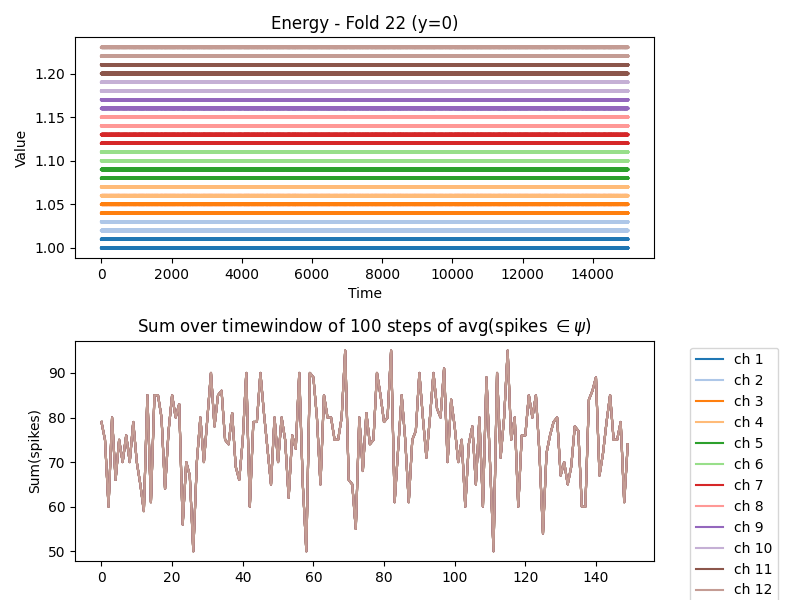 Energy - Fold 22 (y=0)
Value
1.20
1.15
1.10
1.05
1.00
0 2000 4000 6000 8000 10000 12000 14000
Time
Sum over timewindow of 100 steps of avg(spikes ∈ ψ)
Sum(spikes)
90
80
70
60
50
0 20 40 60 80 100 120 140
ch 1
ch 2
ch 3
ch 4
ch 5
ch 6
ch 7
ch 8
ch 9
ch 10
ch 11
ch 12